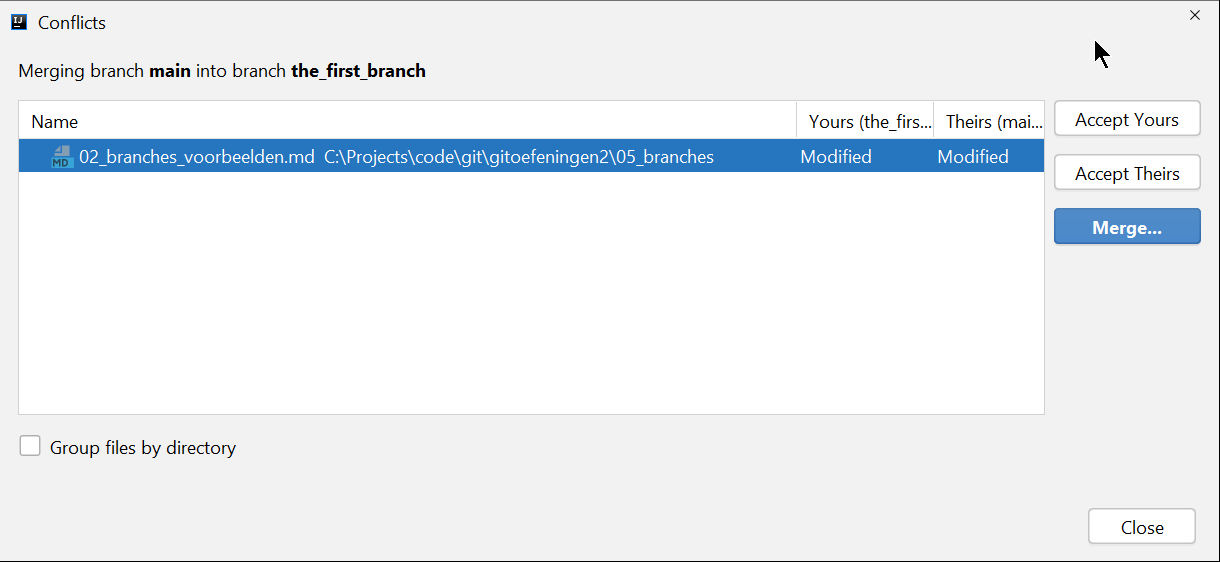 IJ Conflicts
Merging branch main into branch the_first_branch
Name Yours (the_firs... Theirs (mai...
MD 02_branches_voorbeelden.md C:\Projects\code\git\gitoefeningen2\05_branches Modified Modified
Accept Yours
Accept Theirs
Merge...
Group files by directory
Close